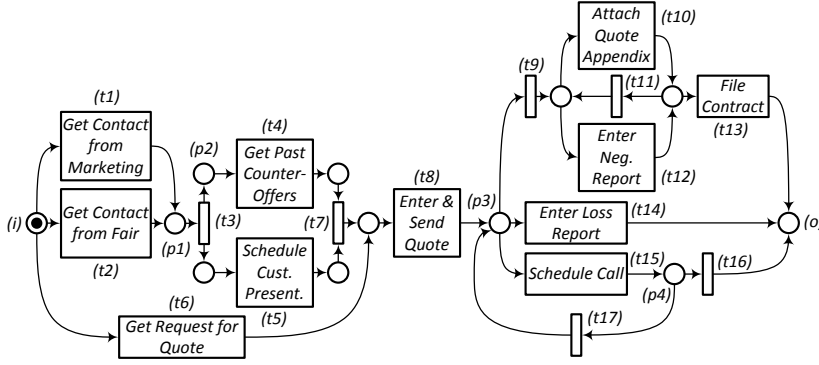 Attach
Quote
Appendix
(t10)
(t9)
(t11)
File
Contract
(t13)
(t1)
Get Contact
from
Marketing
(t4)
(p2)
Get Past
Counter-
Offers
Enter
Neg.
Report
(t12)
(t8)
(p3)
(i)
Get Contact
from Fair
(t2)
(p1)
(t3)
(t7)
Enter &
Send
Quote
Enter Loss
Report
(t14)
(o)
Schedule
Cust.
Present.
(t5)
Schedule Call
(t15)
(p4)
(t16)
(t6)
Get Request for
Quote
(t17)